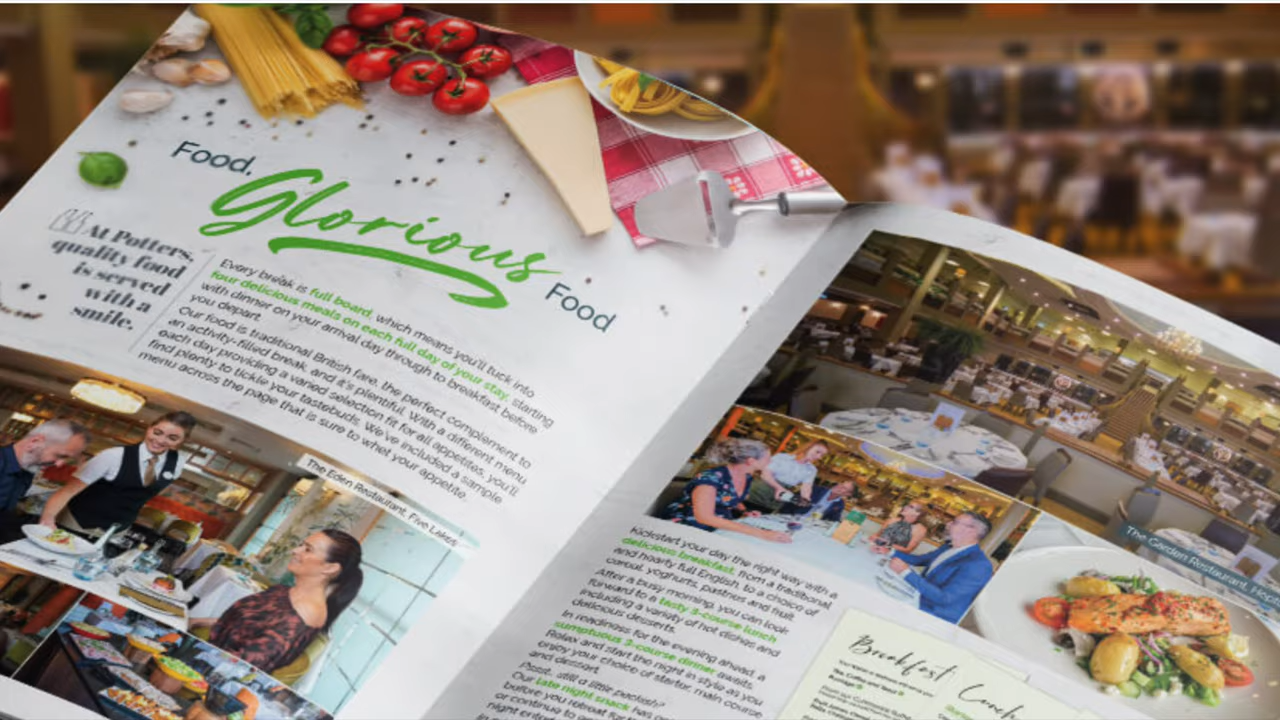 Food,
Glorious
Food
At Potters,
quality food
is served
with a
smile.
Every break is full board, which means you'll tuck into
four delicious meals on each full day of your stay, starting
with dinner on your arrival day through to breakfast before
you depart.
Our food is traditional British fare, the perfect complement to
an activity-filled break, and it's plentiful. With a different menu
each day providing a varied selection fit for all appetites, you'll
find plenty to tickle your tastebuds. We've included a sample
menu across the page that is sure to whet your appetite.
The Eden Restaurant, Five Lakes
The Garden Restaurant,
Kickstart your day the right way with a
delicious breakfast, from a traditional
and hearty full English, to a choice of
cereal, yoghurts, pastries and fruit.
After a busy morning, you can look
forward to a tasty 3-course lunch
including a variety of hot dishes and
delicious desserts.
In readiness for the evening ahead, a
sumptuous 3-course dinner awaits.
Relax and start the night in style as you
enjoy your choice of starter, main course
and dessert.
Pssst, still a little peckish?
Our late night snack has
before you retreat for
or continue to
night
Breakfast
Lunch